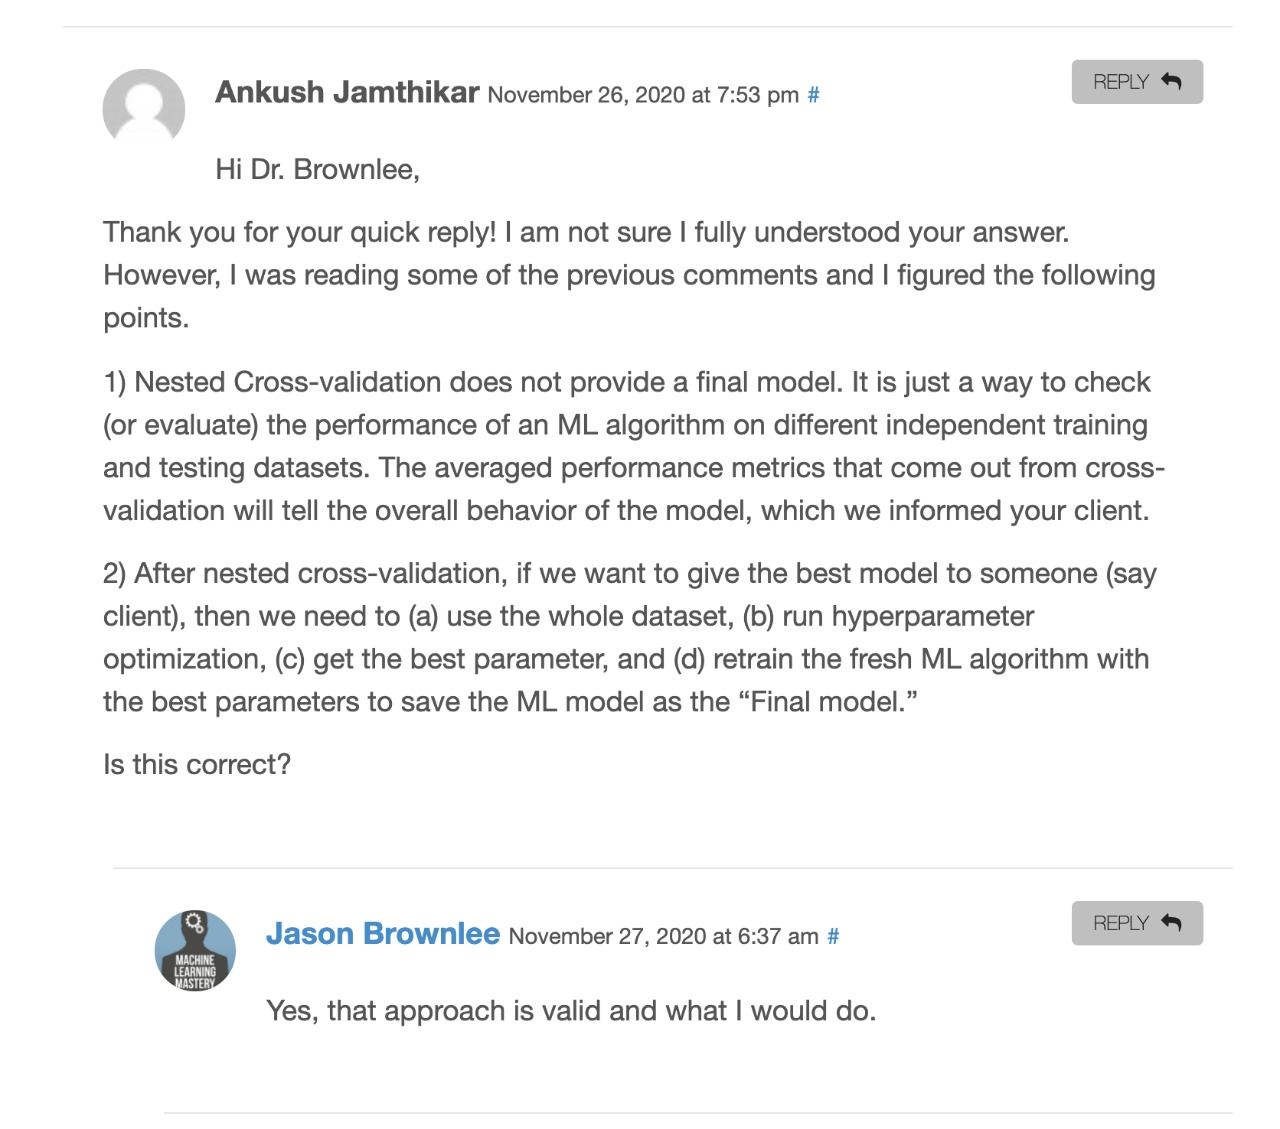 Ankush Jamthikar November 26, 2020 at 7:53 pm #
REPLY
Hi Dr. Brownlee,
Thank you for your quick reply! I am not sure I fully understood your answer.
However, I was reading some of the previous comments and I figured the following
points.
1) Nested Cross-validation does not provide a final model. It is just a way to check
(or evaluate) the performance of an ML algorithm on different independent training
and testing datasets. The averaged performance metrics that come out from cross-
validation will tell the overall behavior of the model, which we informed your client.
2) After nested cross-validation, if we want to give the best model to someone (say
client), then we need to (a) use the whole dataset, (b) run hyperparameter
optimization, (c) get the best parameter, and (d) retrain the fresh ML algorithm with
the best parameters to save the ML model as the “Final model.”
Is this correct?
MACHINE
LEARNING
MASTERY
Jason Brownlee November 27, 2020 at 6:37 am #
REPLY
Yes, that approach is valid and what I would do.